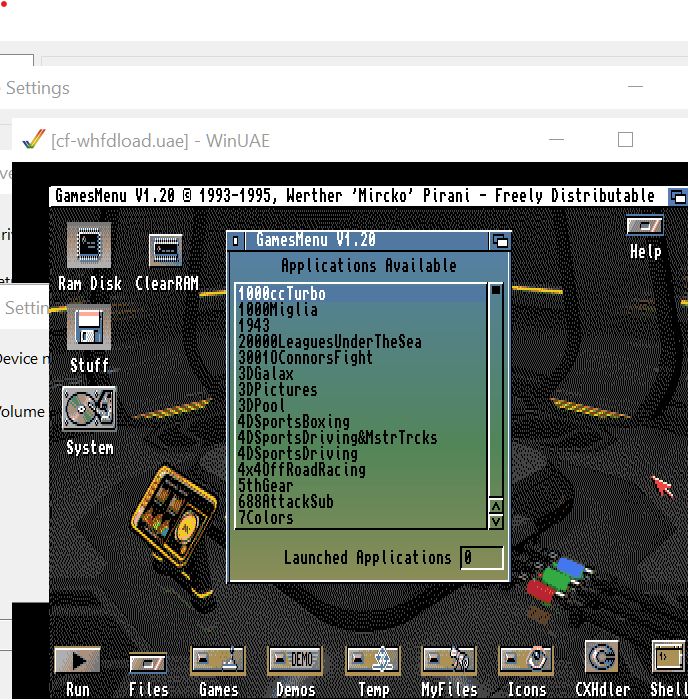 Settings
[cf-whfdload.uae] - WinUAE
GamesMenu V1.20 © 1993-1995, Werther 'Mircko' Pirani - Freely Distributable
GamesMenu V1.20
Help
Applications Available
Ram Disk
ClearRAM
1000ccTurbo
1000Miglia
1943
20000LeaguesUnderTheSea
3001OConnorsFight
3DGalax
3DPictures
3DPool
4DSportsBoxing
4DSportsDriving&MstrTrcks
4DSportsDriving
4x4OffRoadRacing
5thGear
688AttackSub
7Colors
Stuff
Device
Volume
System
Launched Applications 0
Run
Files
Games
DEMO
Demos
Temp
MyFiles
Icons
CXHdler
Shell